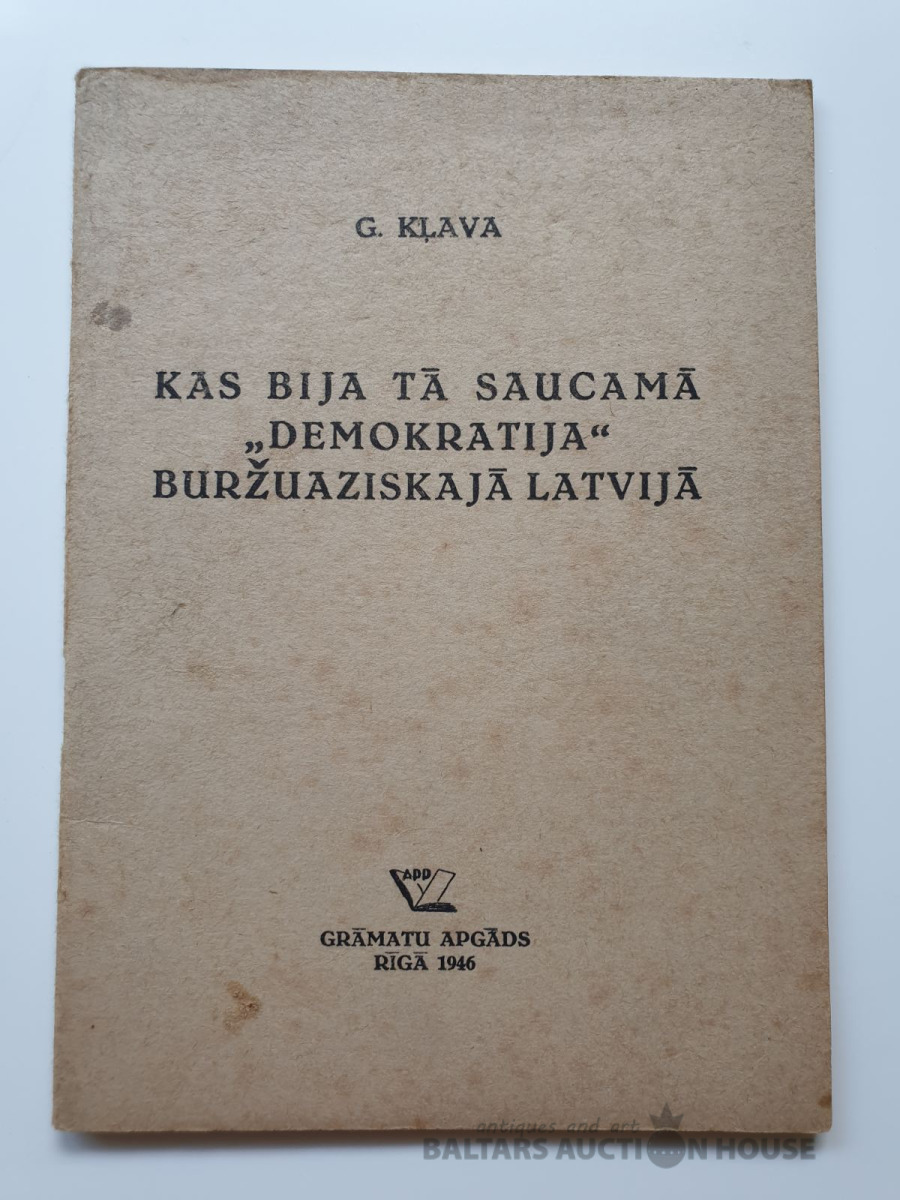 G. KĻAVA
KAS BIJA TĀ SAUCAMĀ
„DEMOKRATIJA“
BURŽUAZISKAJĀ LATVIJĀ
APP
GRĀMATU APGĀDS
RĪGĀ 1946
antiques and art
BALTARS AUCTION HOUSE